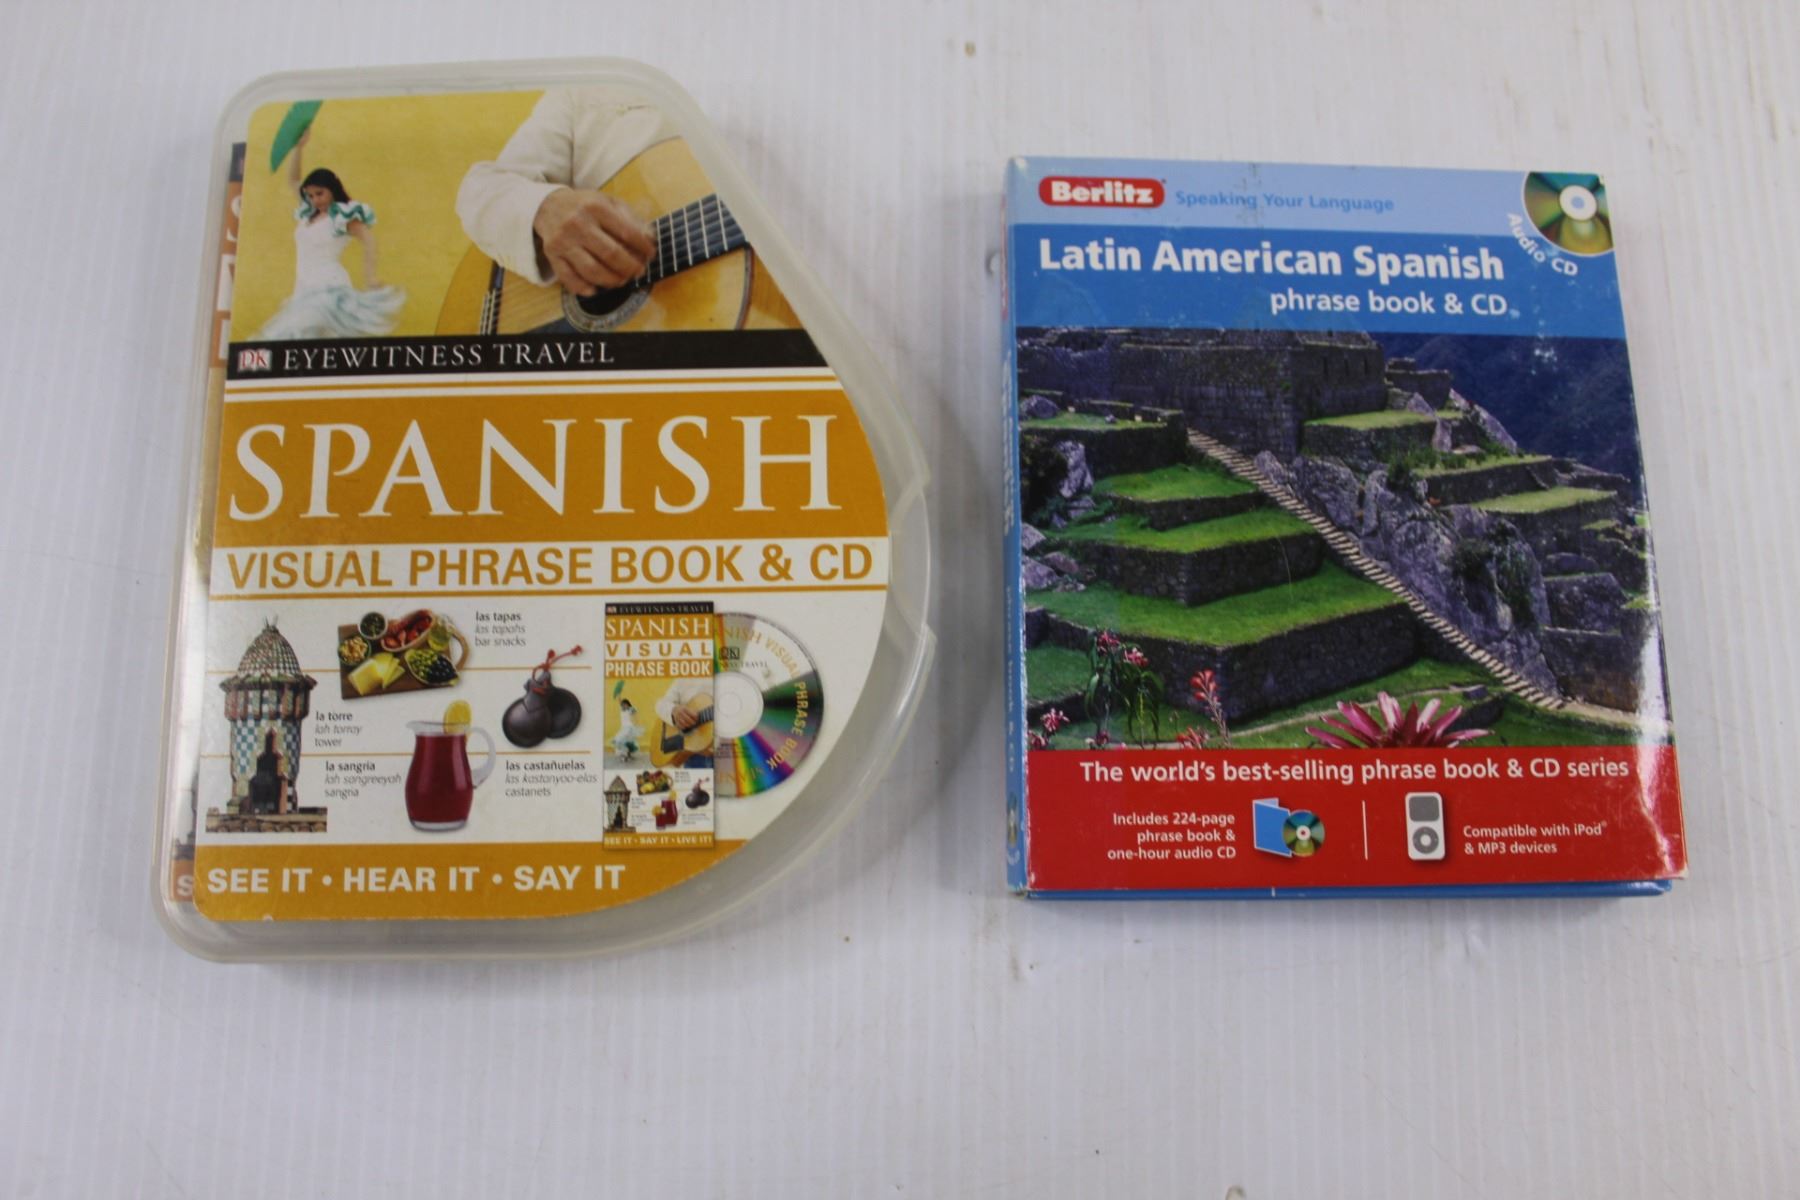 DK EYEWITNESS TRAVEL
SPANISH
VISUAL PHRASE BOOK & CD
las tapas
las tapahs
bar snacks
la torre
lah torray
tower
la sangria
lah sangreeyah
sangria
las castañuelas
las kastanyoo-elas
castanets
EYEWITNESS TRAVEL
SPANISH
VISUAL
PHRASE BOOK
SEE IT • SAY IT • LIVE IT!
SEE IT • HEAR IT • SAY IT
Berlitz® Speaking Your Language
Audio CD
Latin American Spanish
phrase book & CD
The world's best-selling phrase book & CD series
Includes 224-page
phrase book &
one-hour audio CD
Compatible with iPod®
& MP3 devices